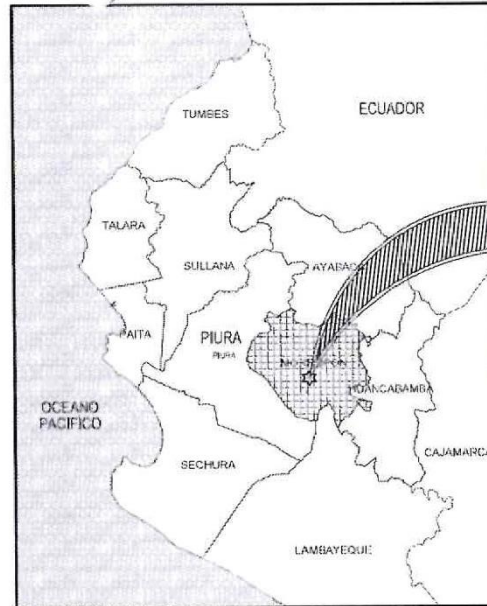 TUMBES
ECUADOR
TALARA
SULLANA
AYABACA
PAITA
PIURA
PIURA
HUANCABAMBA
OCEANO
PACIFICO
SECHURA
CAJAMARCA
LAMBAYEQUE